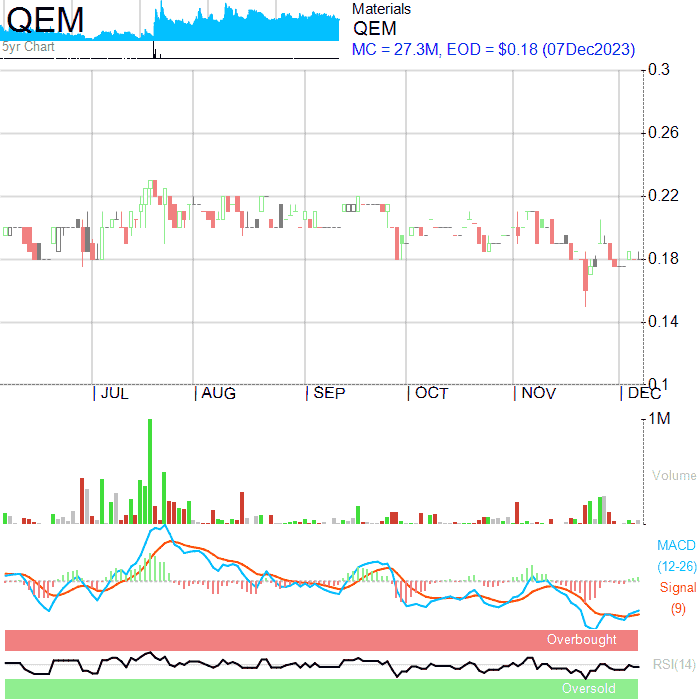 QEM
5yr Chart
Materials
QEM
MC = 27.3M, EOD = $0.18 (07Dec2023)
0.3
0.26
0.22
0.18
0.14
0.1
JUL AUG SEP OCT NOV DEC
1M
Volume
MACD
(12-26)
Signal
(9)
Overbought
RSI(14)
Oversold